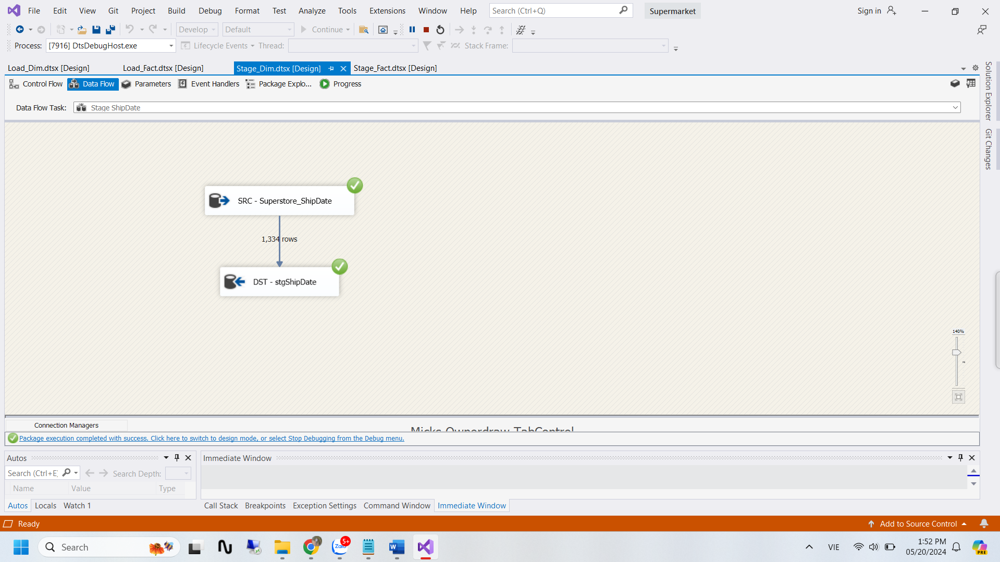 File Edit View Git Project Build Debug Format Test Analyze Tools Extensions Window Help Search (Ctrl+Q) Supermarket Sign in
Develop Default Continue
Process: [7916] DtsDebugHost.exe Lifecycle Events Thread: Stack Frame:
Load_Dim.dtsx [Design] Load_Fact.dtsx [Design] Stage_Dim.dtsx [Design] Stage_Fact.dtsx [Design]
Control Flow Data Flow Parameters Event Handlers Package Explo... Progress
Data Flow Task: Stage ShipDate
Solution Explorer
Git Changes
SRC - Superstore_ShipDate
1,334 rows
DST - stgShipDate
140%
Connection Managers
Micks Ownerdraw TabControl
Package execution completed with success. Click here to switch to design mode, or select Stop Debugging from the Debug menu.
Autos
Immediate Window
Search (Ctrl+E) Search Depth:
Name Value Type
Autos Locals Watch 1
Call Stack Breakpoints Exception Settings Command Window Immediate Window
Ready
Add to Source Control
Search
Zalo
5+
W
VIE
1:52 PM
05/20/2024
PRE